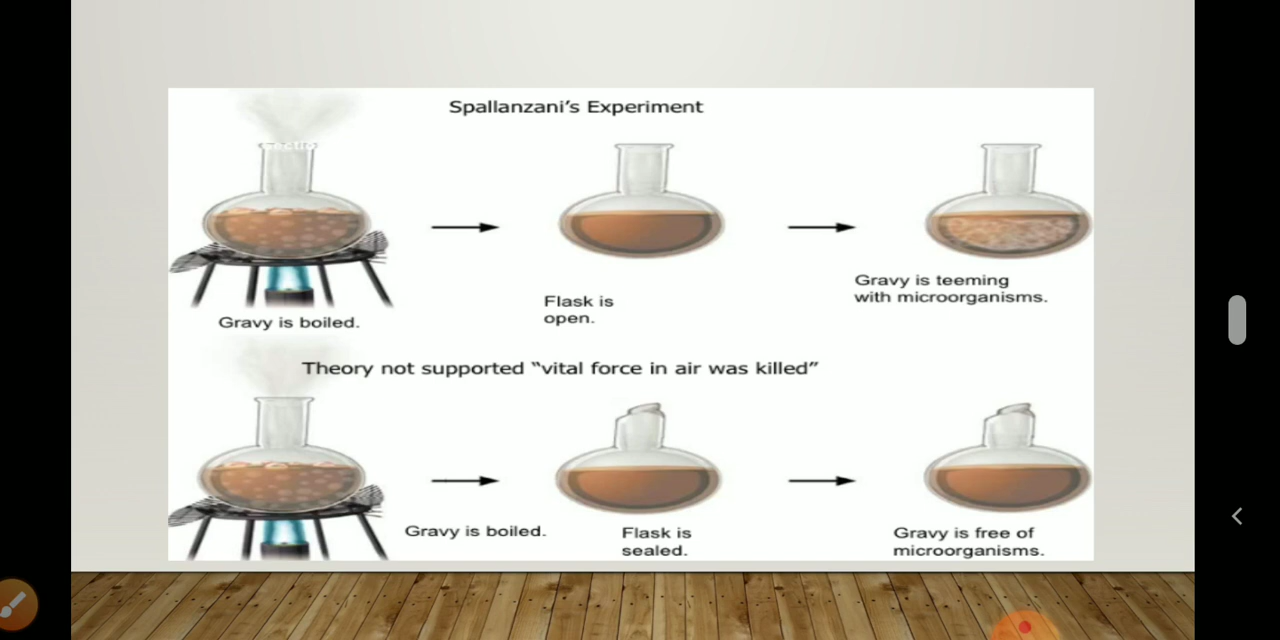 Spallanzani's Experiment
Sectio
Flask is
open.
Gravy is teeming
with microorganisms.
Gravy is boiled.
Theory not supported “vital force in air was killed”
Gravy is boiled.
Flask is
sealed.
Gravy is free of
microorganisms.